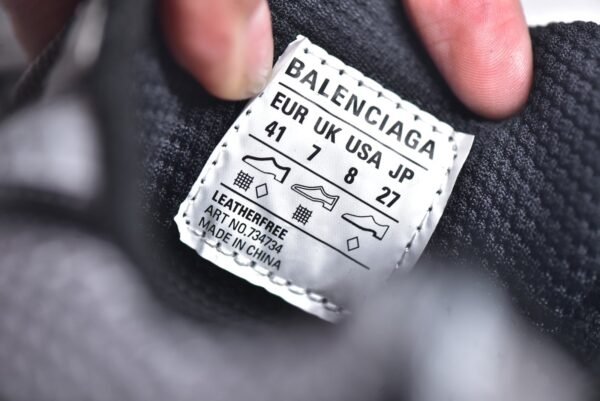 BALENCIAGA
EUR UK USA JP
41 7 8 27
LEATHERFREE
ART NO.734734
MADE IN CHINA